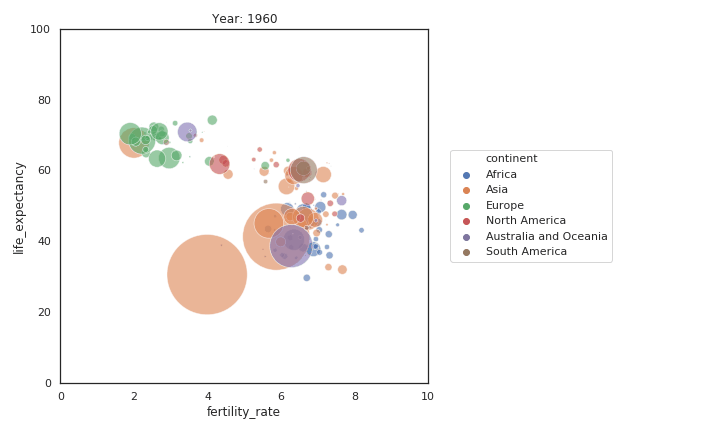 Year: 1960
100
80
60
40
20
0
life_expectancy
0 2 4 6 8 10
fertility_rate
continent
Africa
Asia
Europe
North America
Australia and Oceania
South America